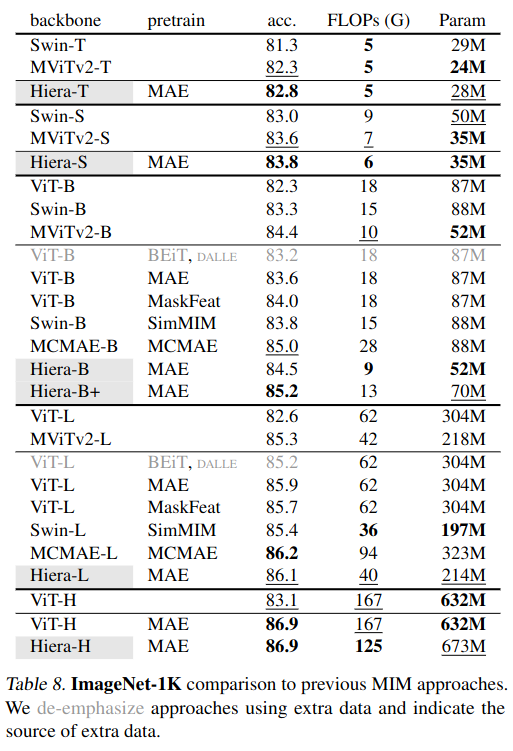 backbone pretrain acc. FLOPs (G) Param
Swin-T 81.3 5 29M
MViTv2-T 82.3 5 24M
Hiera-T MAE 82.8 5 28M
Swin-S 83.0 9 50M
MViTv2-S 83.6 7 35M
Hiera-S MAE 83.8 6 35M
ViT-B 82.3 18 87M
Swin-B 83.3 15 88M
MViTv2-B 84.4 10 52M
ViT-B BEiT, DALLE 83.2 18 87M
ViT-B MAE 83.6 18 87M
ViT-B MaskFeat 84.0 18 87M
Swin-B SimMIM 83.8 15 88M
MCMAE-B MCMAE 85.0 28 88M
Hiera-B MAE 84.5 9 52M
Hiera-B+ MAE 85.2 13 70M
ViT-L 82.6 62 304M
MViTv2-L 85.3 42 218M
ViT-L BEiT, DALLE 85.2 62 304M
ViT-L MAE 85.9 62 304M
ViT-L MaskFeat 85.7 62 304M
Swin-L SimMIM 85.4 36 197M
MCMAE-L MCMAE 86.2 94 323M
Hiera-L MAE 86.1 40 214M
ViT-H 83.1 167 632M
ViT-H MAE 86.9 167 632M
Hiera-H MAE 86.9 125 673M
Table 8. ImageNet-1K comparison to previous MIM approaches.
We de-emphasize approaches using extra data and indicate the
source of extra data.